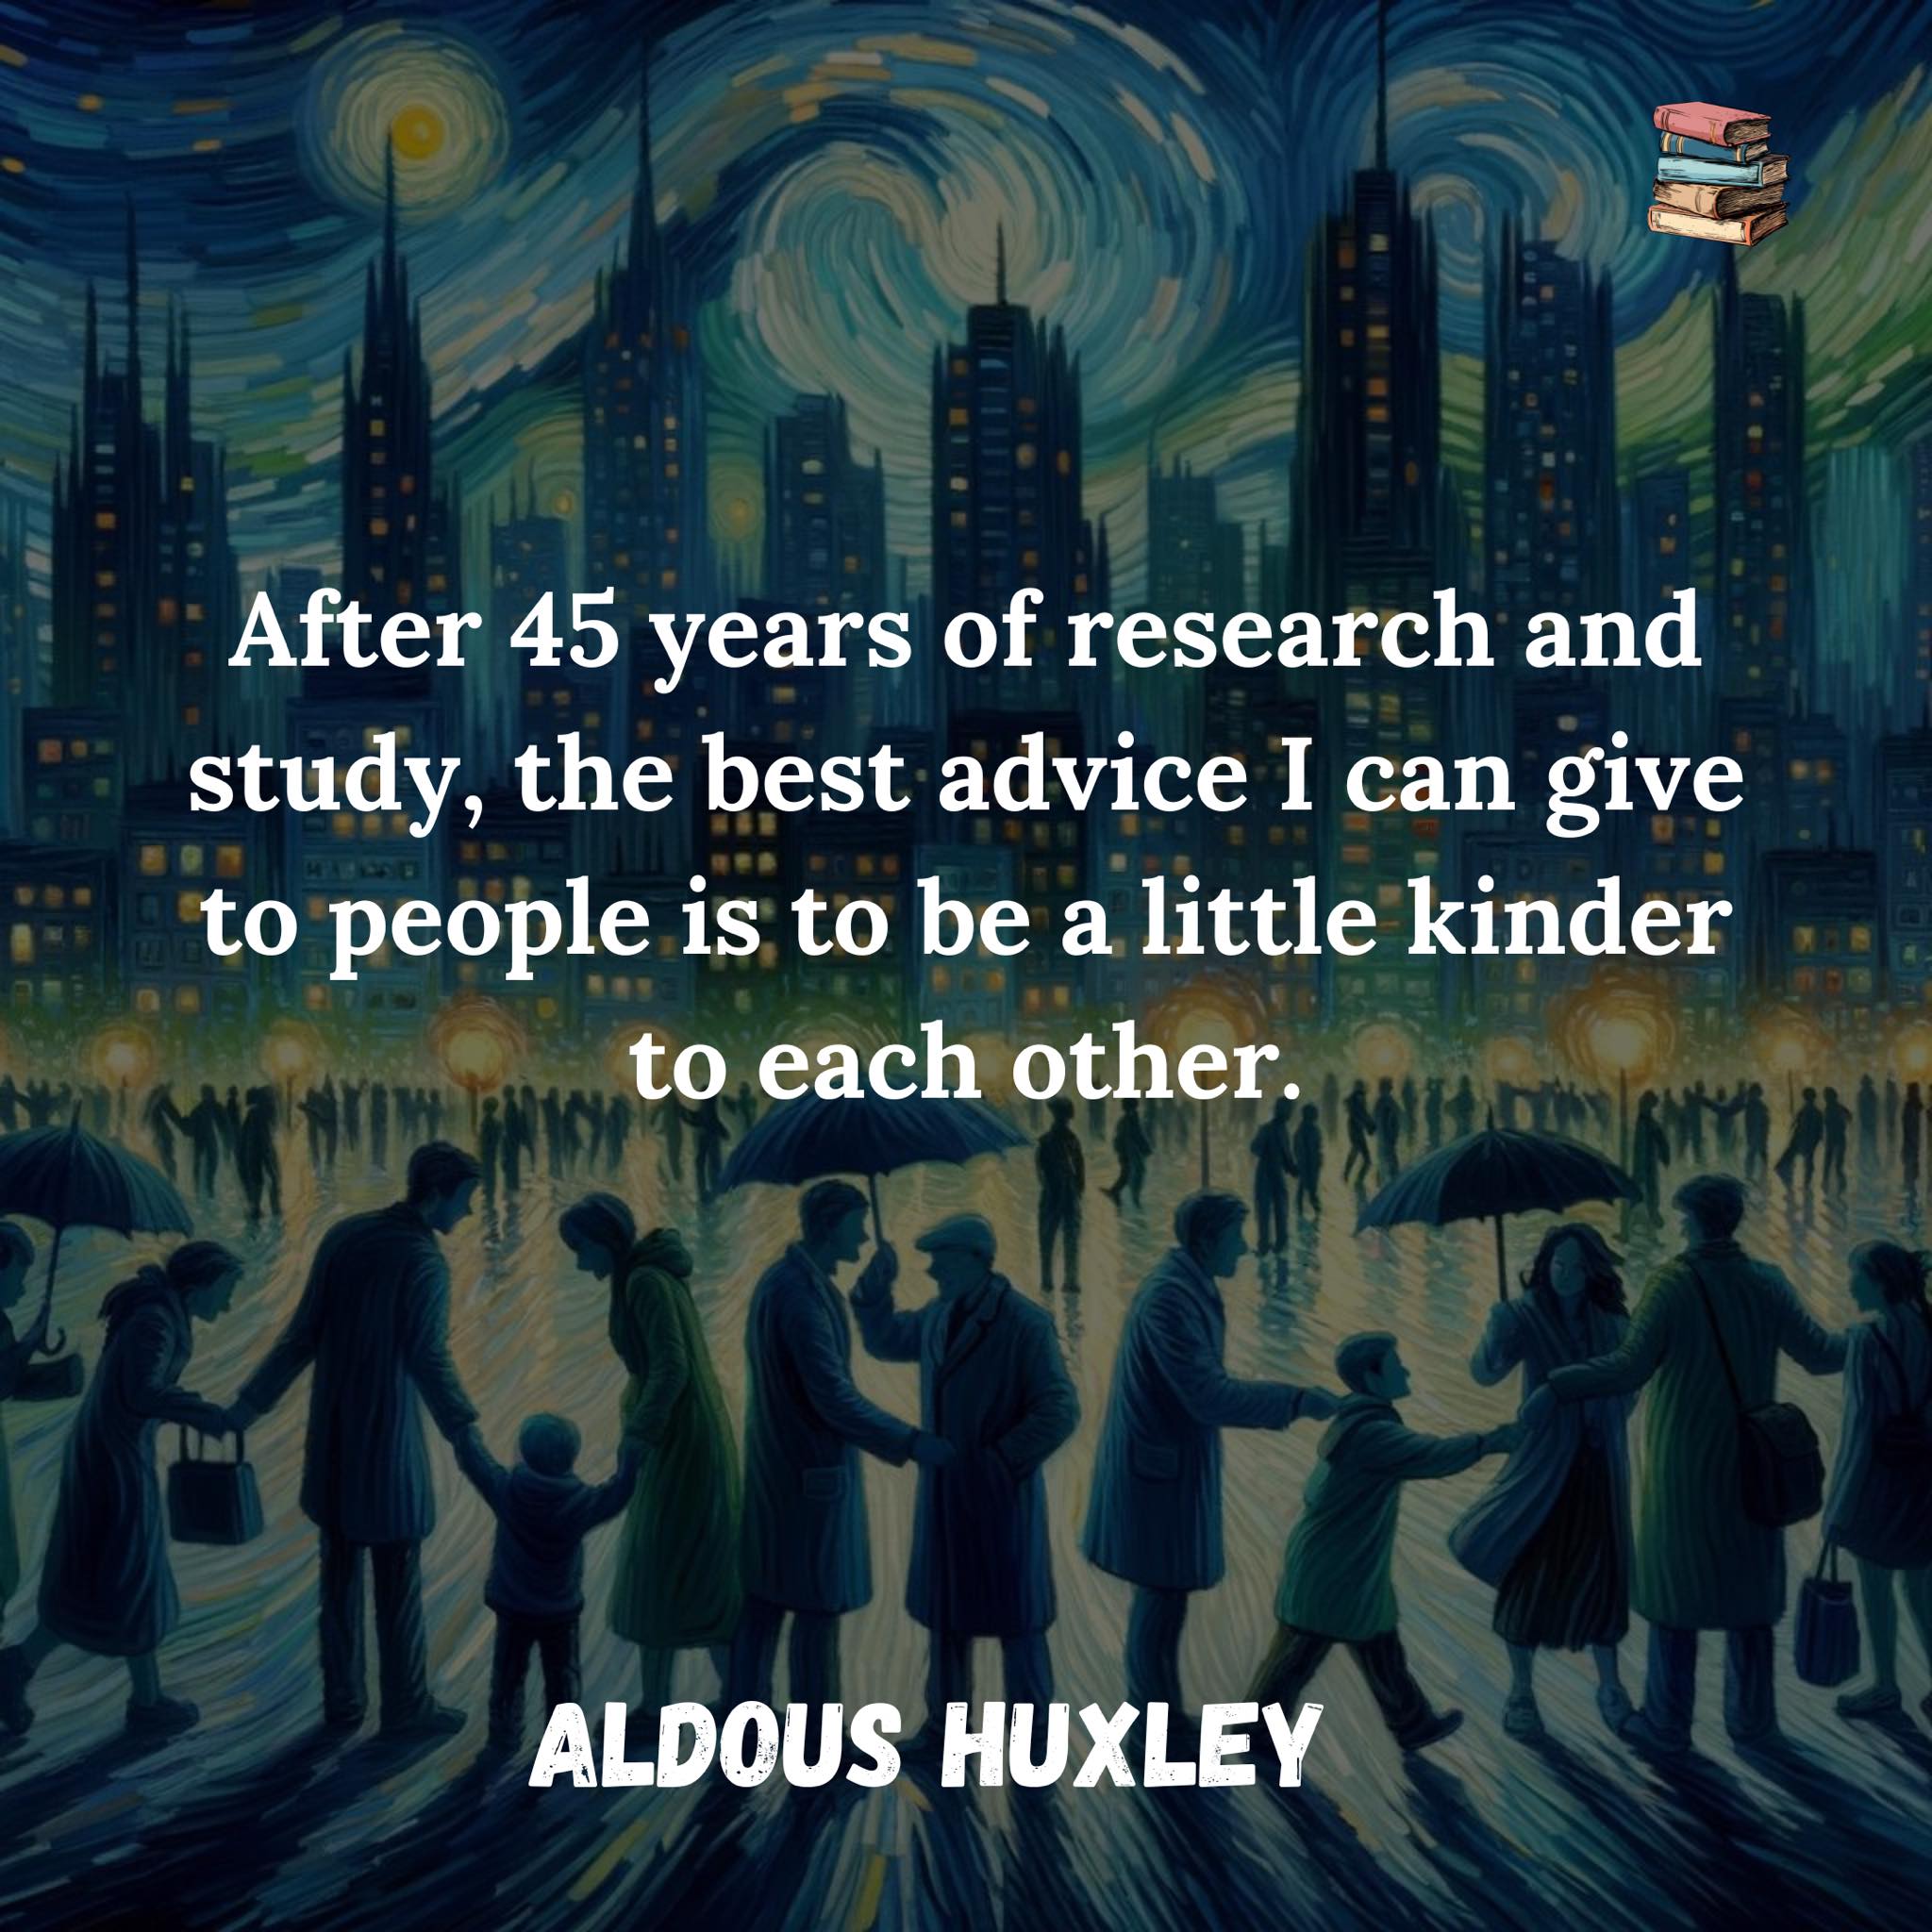 After 45 years of research and
study, the best advice I can give
to people is to be a little kinder
to each other.
ALDOUS HUXLEY